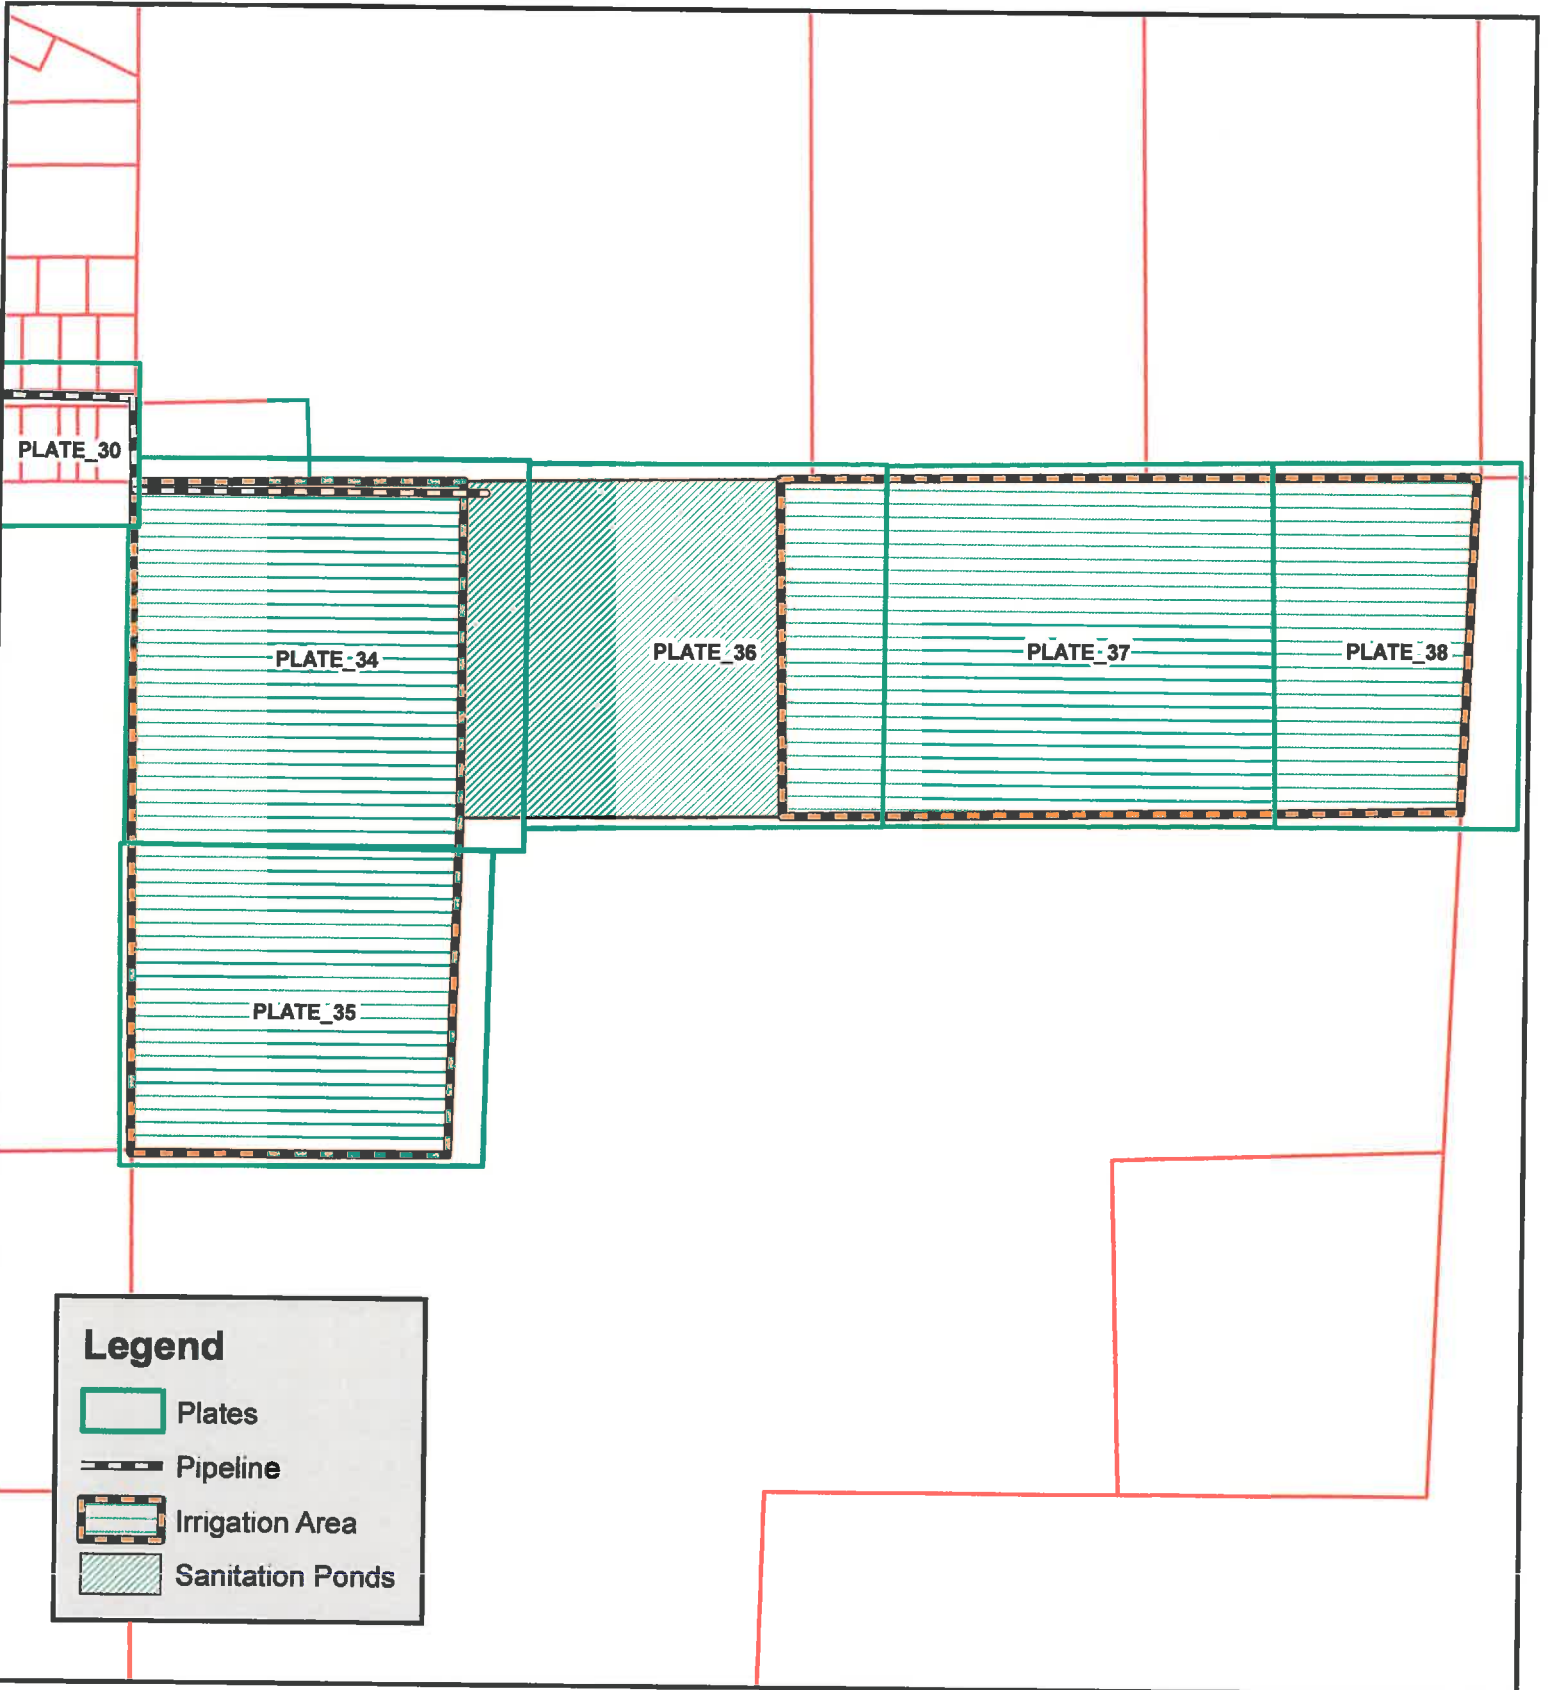 PLATE_30
PLATE_34
PLATE_36
PLATE_37
PLATE_38
PLATE_35
Legend
Plates
Pipeline
Irrigation Area
Sanitation Ponds